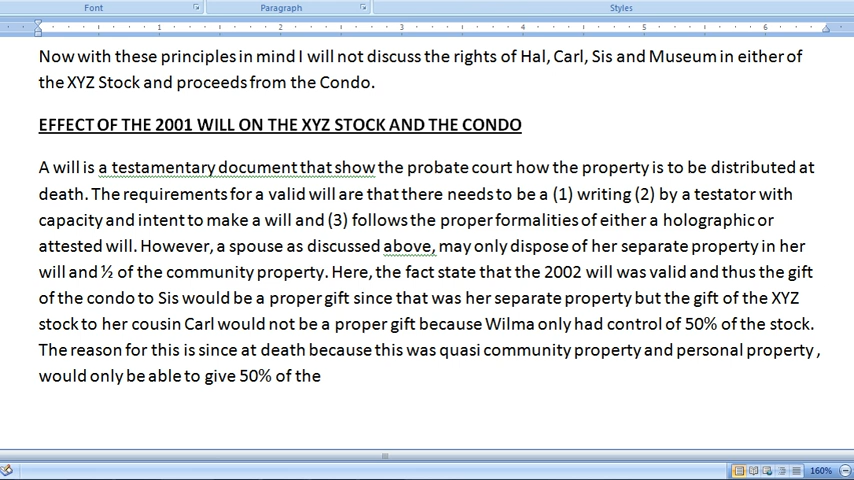 Font Paragraph Styles
1 2 3 4 5 6
Now with these principles in mind I will not discuss the rights of Hal, Carl, Sis and Museum in either of
the XYZ Stock and proceeds from the Condo.
EFFECT OF THE 2001 WILL ON THE XYZ STOCK AND THE CONDO
A will is a testamentary document that show the probate court how the property is to be distributed at
death. The requirements for a valid will are that there needs to be a (1) writing (2) by a testator with
capacity and intent to make a will and (3) follows the proper formalities of either a holographic or
attested will. However, a spouse as discussed above, may only dispose of her separate property in her
will and ½ of the community property. Here, the fact state that the 2002 will was valid and thus the gift
of the condo to Sis would be a proper gift since that was her separate property but the gift of the XYZ
stock to her cousin Carl would not be a proper gift because Wilma only had control of 50% of the stock.
The reason for this is since at death because this was quasi community property and personal property ,
would only be able to give 50% of the
160%